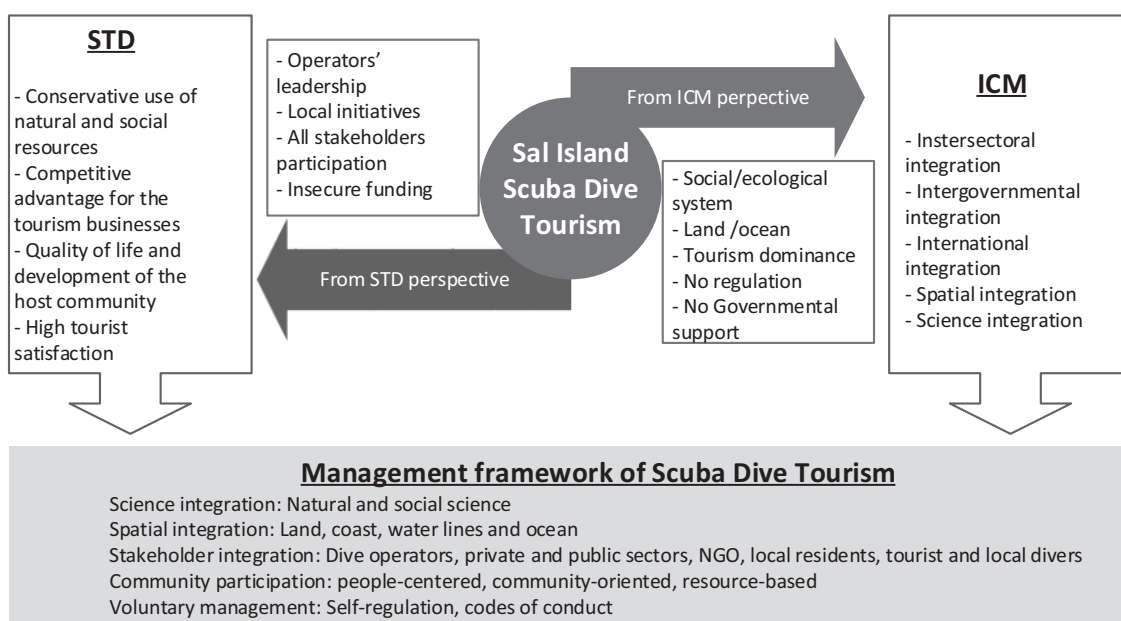 STD
- Conservative use of
natural and social
resources
- Competitive
advantage for the
tourism businesses
- Quality of life and
development of the
host community
- High tourist
satisfaction
- Operators’
leadership
- Local initiatives
- All stakeholders
participation
- Insecure funding
From STD perspective
Sal Island
Scuba Dive
Tourism
From ICM perpective
- Social/ecological
system
- Land /ocean
- Tourism dominance
- No regulation
- No Governmental
support
ICM
- Instersectoral
integration
- Intergovernmental
integration
- International
integration
- Spatial integration
- Science integration
Management framework of Scuba Dive Tourism
Science integration: Natural and social science
Spatial integration: Land, coast, water lines and ocean
Stakeholder integration: Dive operators, private and public sectors, NGO, local residents, tourist and local divers
Community participation: people-centered, community-oriented, resource-based
Voluntary management: Self-regulation, codes of conduct